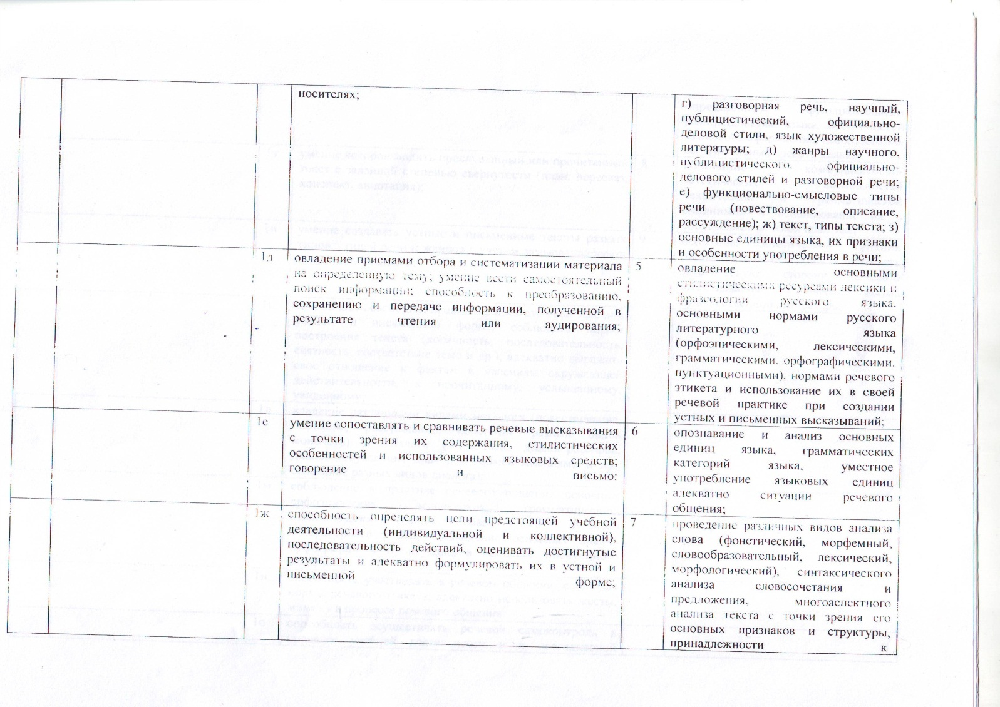 носителях;
г) разговорная речь, научный,
публицистический, официально-
деловой стили, язык художественной
литературы; д) жанры научного,
публицистического, официально-
делового стилей и разговорной речи;
е) функционально-смысловые типы
речи (повествование, описание,
рассуждение); ж) текст, типы текста; з)
основные единицы языка, их признаки
и особенности употребления в речи;
1д
овладение приемами отбора и систематизации материала
на определенную тему; умение вести самостоятельный
поиск информации; способность к преобразованию,
сохранению и передаче информации, полученной в
результате чтения или аудирования;
5
овладение основными
стилистическими ресурсами лексики и
фразеологии русского языка,
основными нормами русского
литературного языка
(орфоэпическими, лексическими,
грамматическими, орфографическими,
пунктуационными), нормами речевого
этикета и использование их в своей
речевой практике при создании
устных и письменных высказываний;
1е
умение сопоставлять и сравнивать речевые высказывания
с точки зрения их содержания, стилистических
особенностей и использованных языковых средств;
говорение и письмо:
6
опознавание и анализ основных
единиц языка, грамматических
категорий языка, уместное
употребление языковых единиц
адекватно ситуации речевого
общения;
1ж
способность определять цели предстоящей учебной
деятельности (индивидуальной и коллективной),
последовательность действий, оценивать достигнутые
результаты и адекватно формулировать их в устной и
письменной форме;
7
проведение различных видов анализа
слова (фонетический, морфемный,
словообразовательный, лексический,
морфологический), синтаксического
анализа словосочетания и
предложения, многоаспектного
анализа текста с точки зрения его
основных признаков и структуры,
принадлежности к